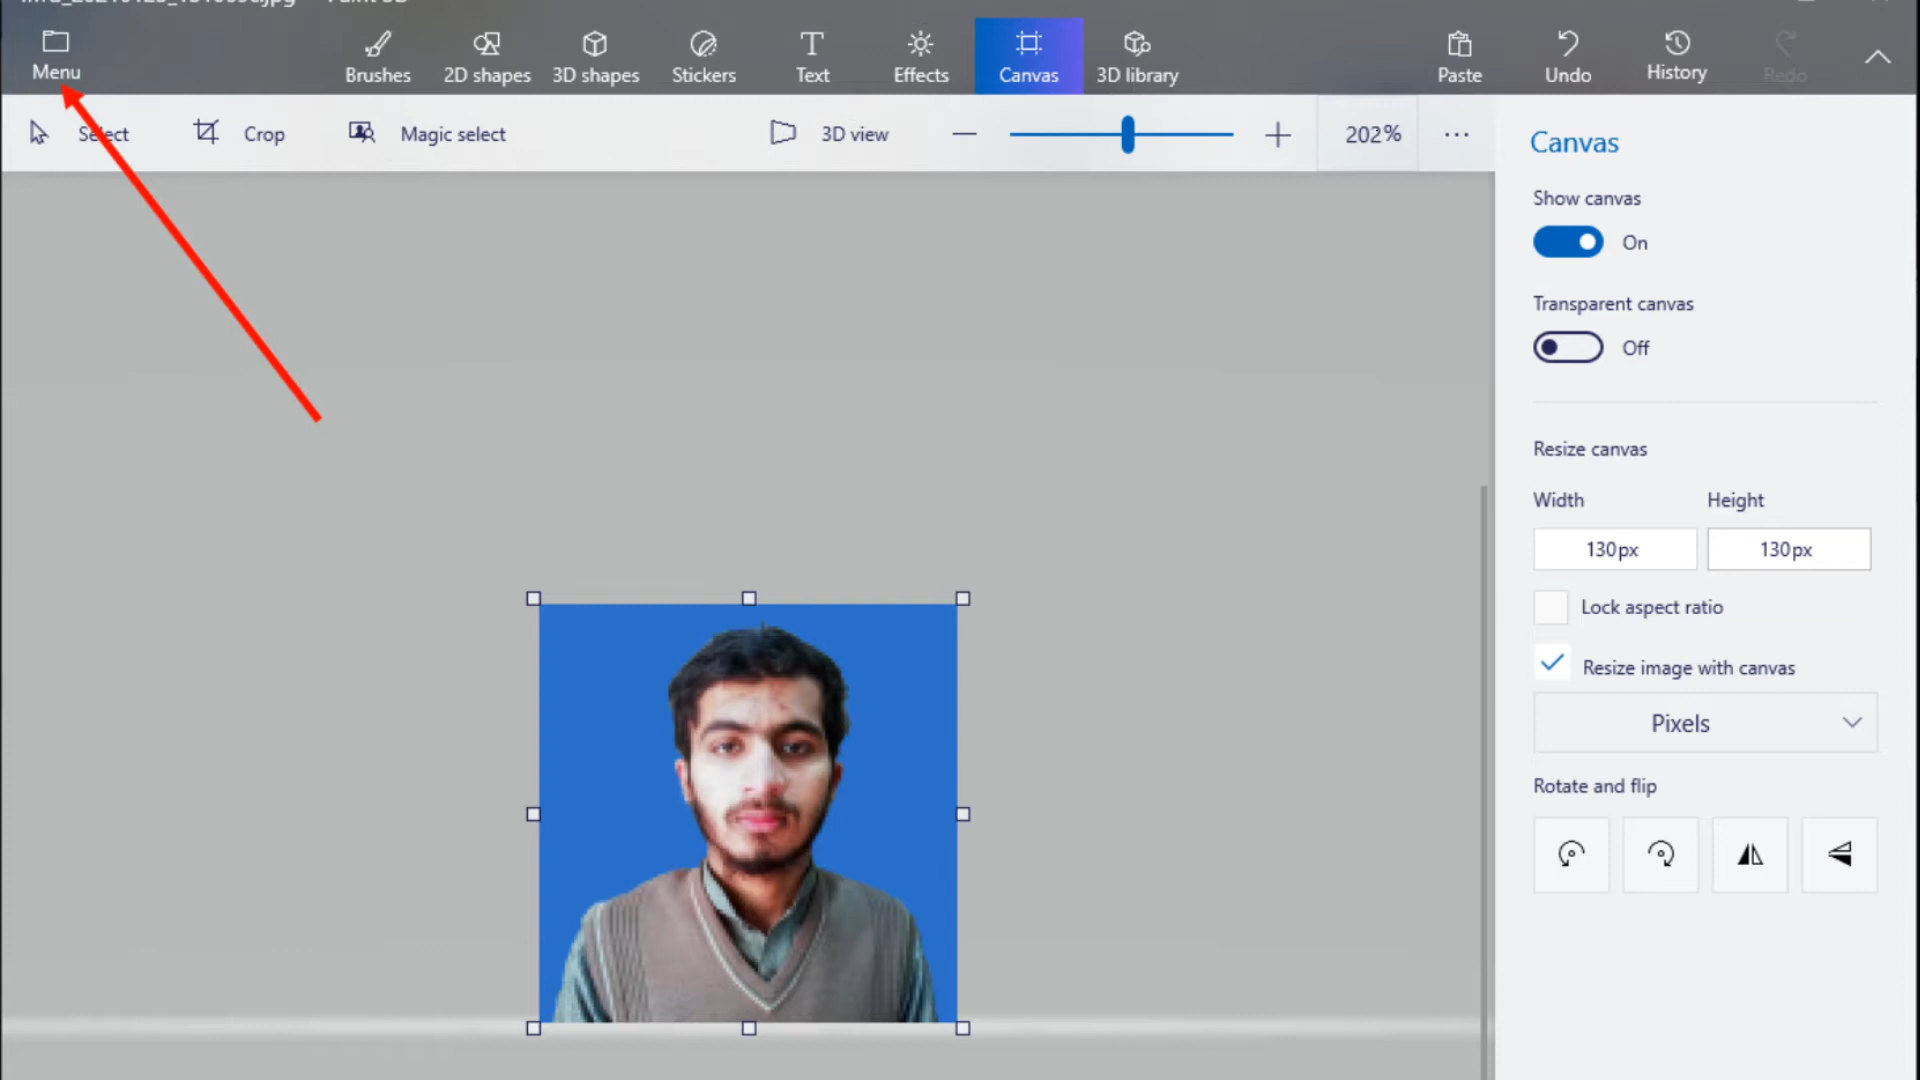 Menu
Brushes
2D shapes
3D shapes
Stickers
Text
Effects
Canvas
3D library
Paste
Undo
History
Redo
Select
Crop
Magic select
3D view
202%
Canvas
Show canvas
On
Transparent canvas
Off
Resize canvas
Width Height
130px 130px
Lock aspect ratio
Resize image with canvas
Pixels
Rotate and flip